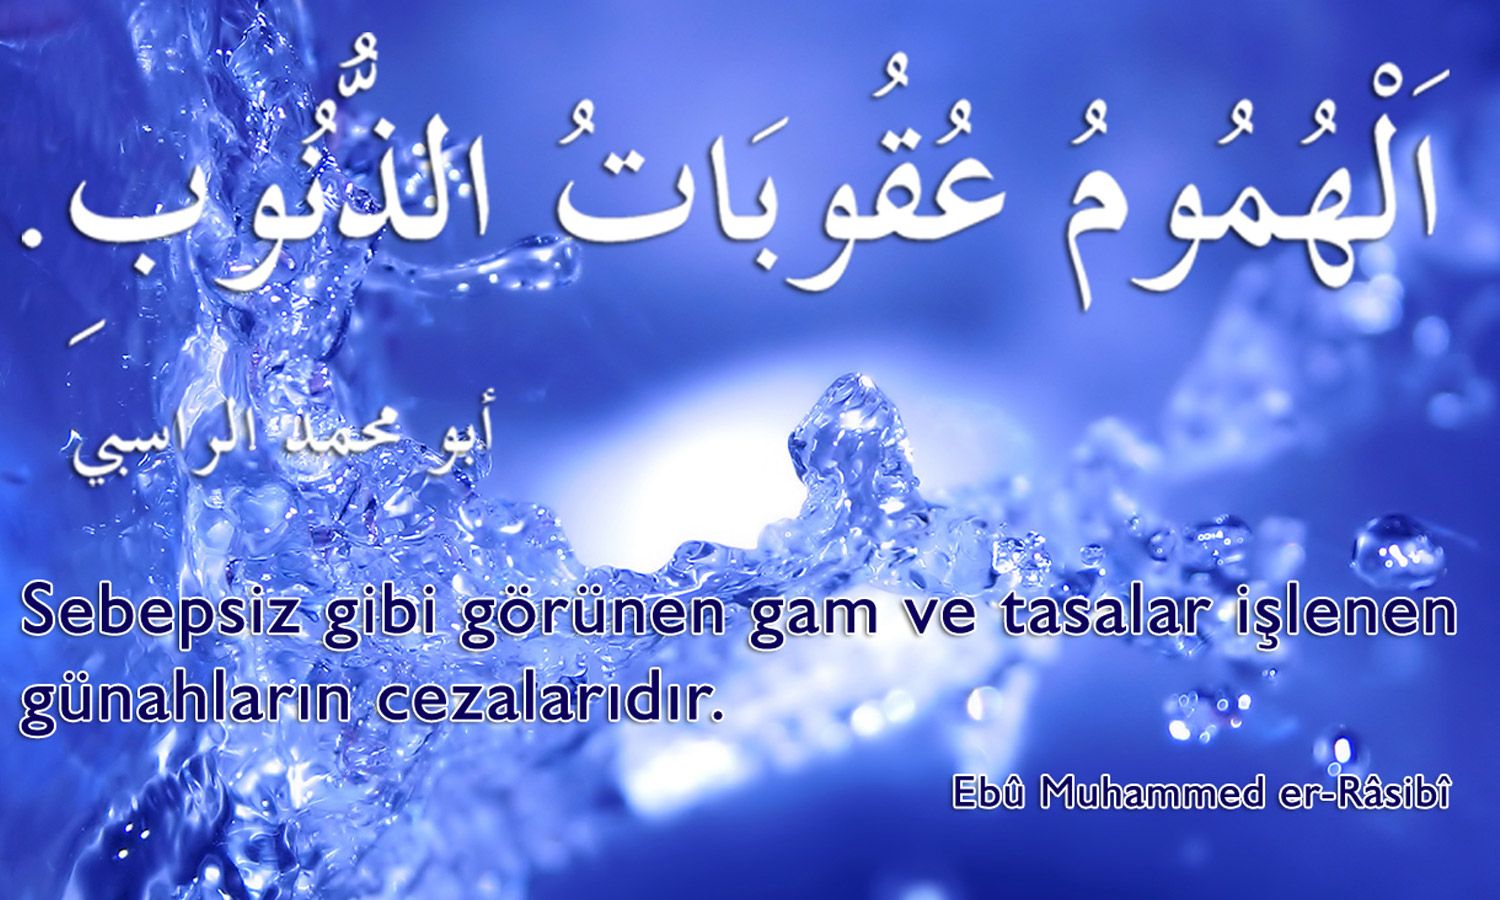 اَلْهُمُومُ عُقُوبَاتُ الذُّنُوبِ.
أبو محمد الراسبي
Sebepsiz gibi görünen gam ve tasalar işlenen
günahların cezalarıdır.
Ebû Muhammed er-Râsibî